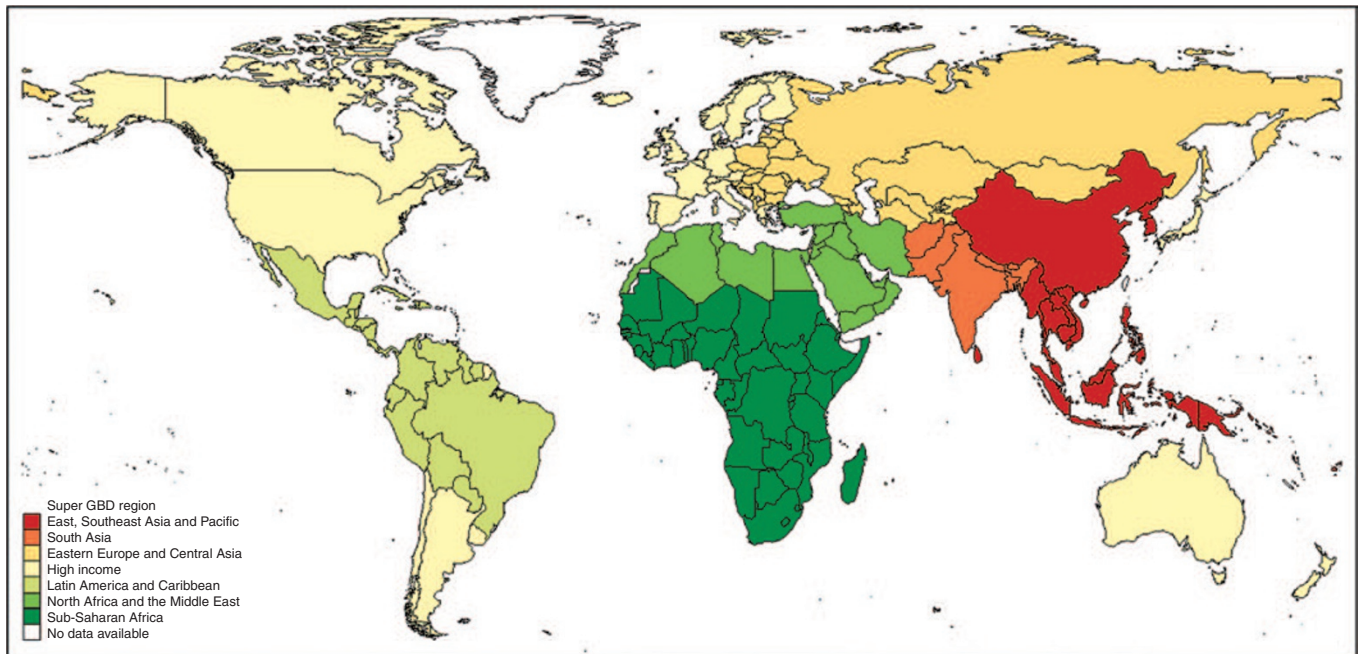 Super GBD region
East, Southeast Asia and Pacific
South Asia
Eastern Europe and Central Asia
High income
Latin America and Caribbean
North Africa and the Middle East
Sub-Saharan Africa
No data available